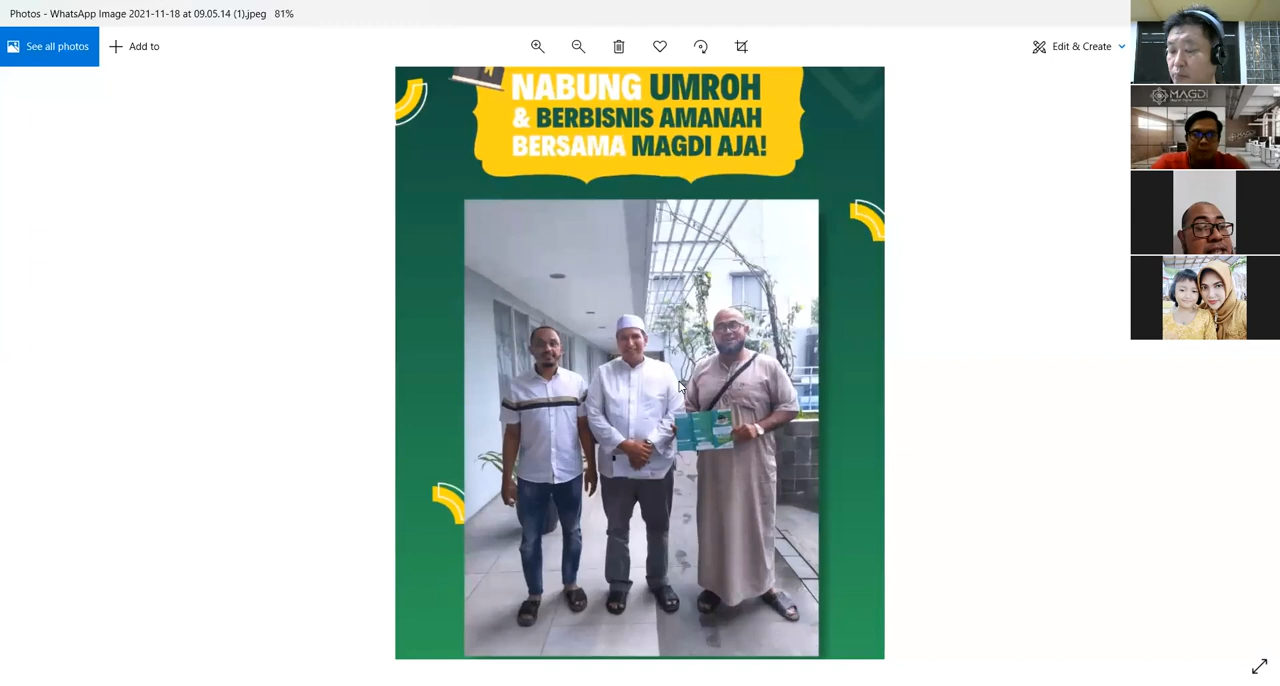 Photos - WhatsApp Image 2021-11-18 at 09.05.14 (1).jpeg 81%
See all photos
Add to
Edit & Create
NABUNG UMROH
& BERBISNIS AMANAH
BERSAMA MAGDI AJA!
MAGDI